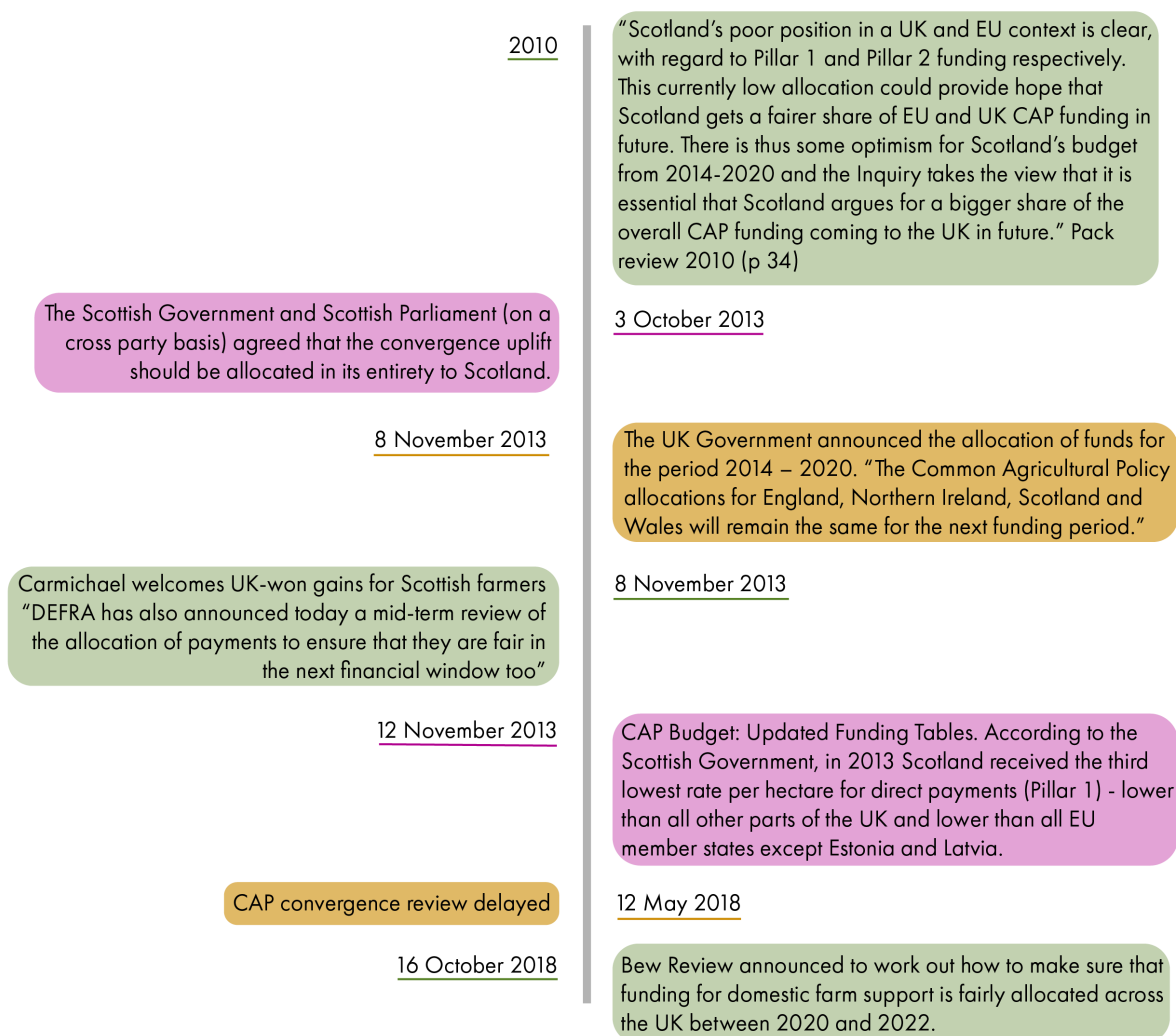 2010
“Scotland’s poor position in a UK and EU context is clear,
with regard to Pillar 1 and Pillar 2 funding respectively.
This currently low allocation could provide hope that
Scotland gets a fairer share of EU and UK CAP funding in
future. There is thus some optimism for Scotland’s budget
from 2014-2020 and the Inquiry takes the view that it is
essential that Scotland argues for a bigger share of the
overall CAP funding coming to the UK in future.” Pack
review 2010 (p 34)
3 October 2013
The Scottish Government and Scottish Parliament (on a
cross party basis) agreed that the convergence uplift
should be allocated in its entirety to Scotland.
8 November 2013
The UK Government announced the allocation of funds for
the period 2014 – 2020. “The Common Agricultural Policy
allocations for England, Northern Ireland, Scotland and
Wales will remain the same for the next funding period.”
8 November 2013
Carmichael welcomes UK-won gains for Scottish farmers
“DEFRA has also announced today a mid-term review of
the allocation of payments to ensure that they are fair in
the next financial window too”
12 November 2013
CAP Budget: Updated Funding Tables. According to the
Scottish Government, in 2013 Scotland received the third
lowest rate per hectare for direct payments (Pillar 1) - lower
than all other parts of the UK and lower than all EU
member states except Estonia and Latvia.
12 May 2018
CAP convergence review delayed
16 October 2018
Bew Review announced to work out how to make sure that
funding for domestic farm support is fairly allocated across
the UK between 2020 and 2022.